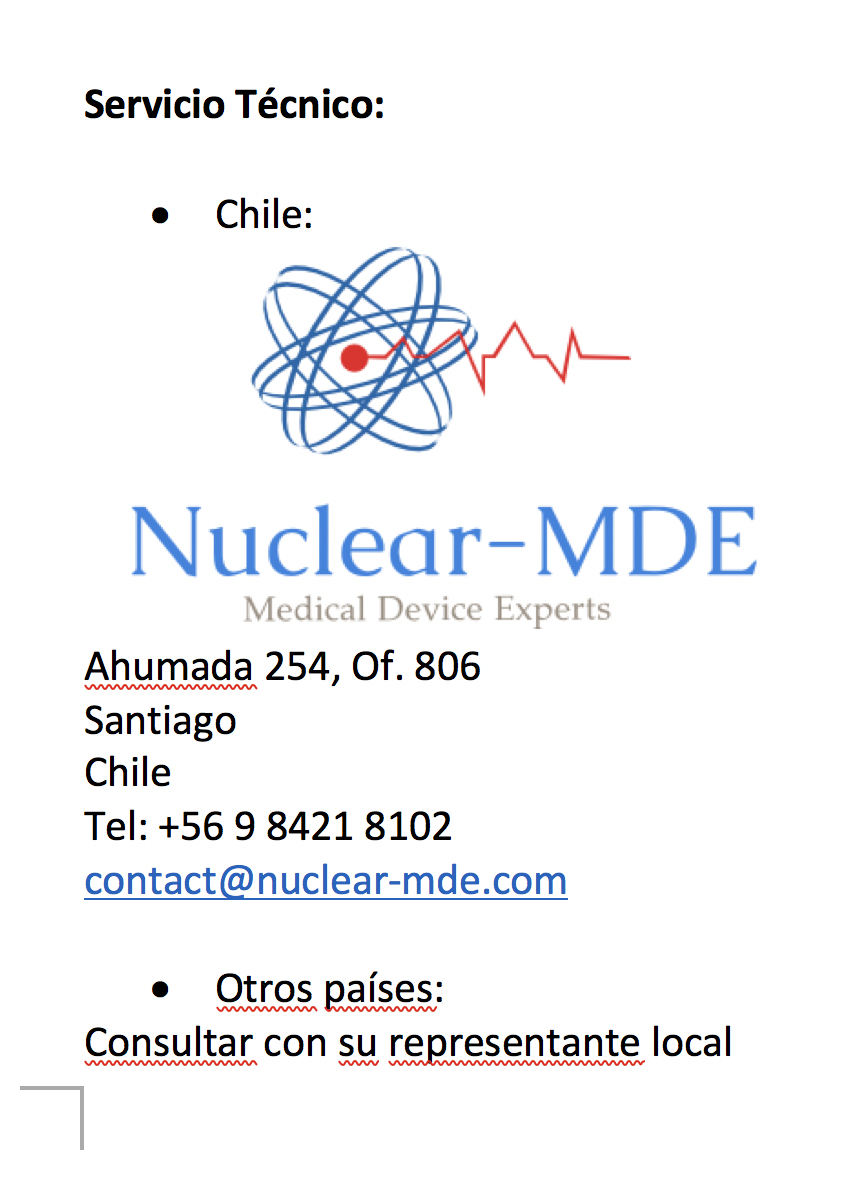 Servicio Técnico:
• Chile:
Nuclear-MDE
Medical Device Experts
Ahumada 254, Of. 806
Santiago
Chile
Tel: +56 9 8421 8102
contact@nuclear-mde.com
• Otros países:
Consultar con su representante local